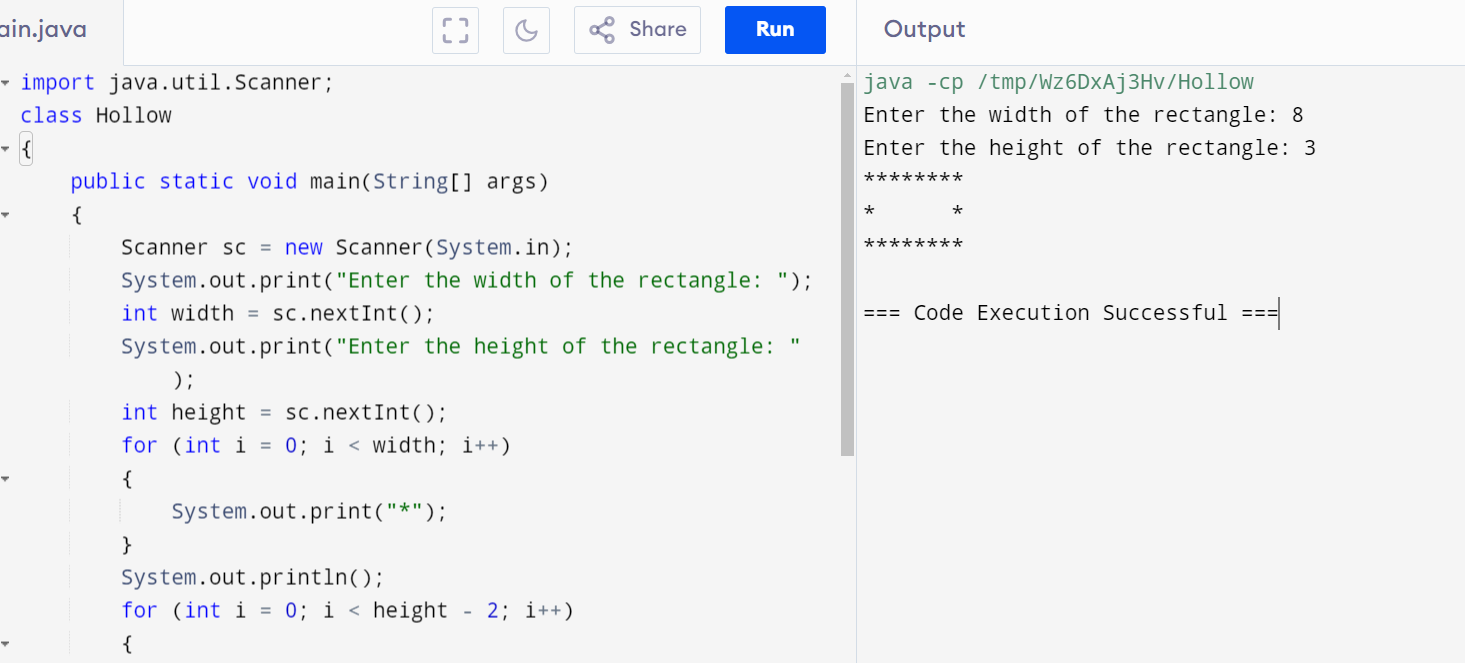 ain.java
Share
Run
Output
import java.util.Scanner;
class Hollow
{
    public static void main(String[] args)
    {
        Scanner sc = new Scanner(System.in);
        System.out.print("Enter the width of the rectangle: ");
        int width = sc.nextInt();
        System.out.print("Enter the height of the rectangle: "
            );
        int height = sc.nextInt();
        for (int i = 0; i < width; i++)
        {
            System.out.print("*");
        }
        System.out.println();
        for (int i = 0; i < height - 2; i++)
        {
java -cp /tmp/Wz6DxAj3Hv/Hollow
Enter the width of the rectangle: 8
Enter the height of the rectangle: 3
********
*      *
********
=== Code Execution Successful ===